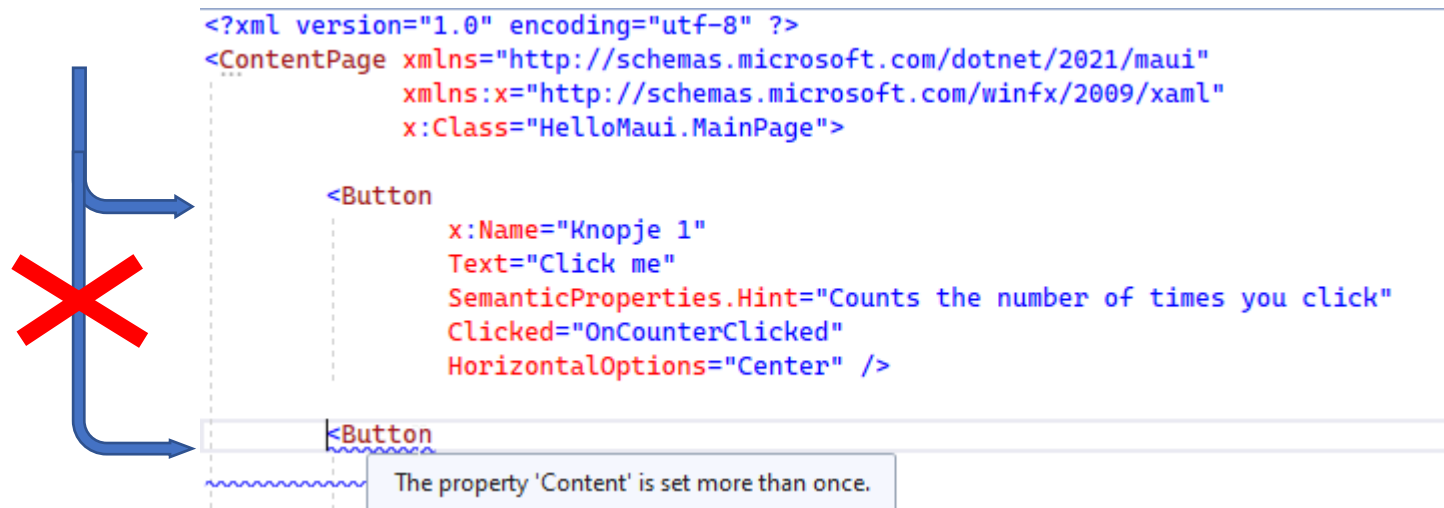 <?xml version="1.0" encoding="utf-8" ?>
<ContentPage xmlns="http://schemas.microsoft.com/dotnet/2021/maui"
xmlns:x="http://schemas.microsoft.com/winfx/2009/xaml"
x:Class="HelloMaui.MainPage">
<Button
x:Name="Knopje 1"
Text="Click me"
SemanticProperties.Hint="Counts the number of times you click"
Clicked="OnCounterClicked"
HorizontalOptions="Center" />
<Button
The property 'Content' is set more than once.